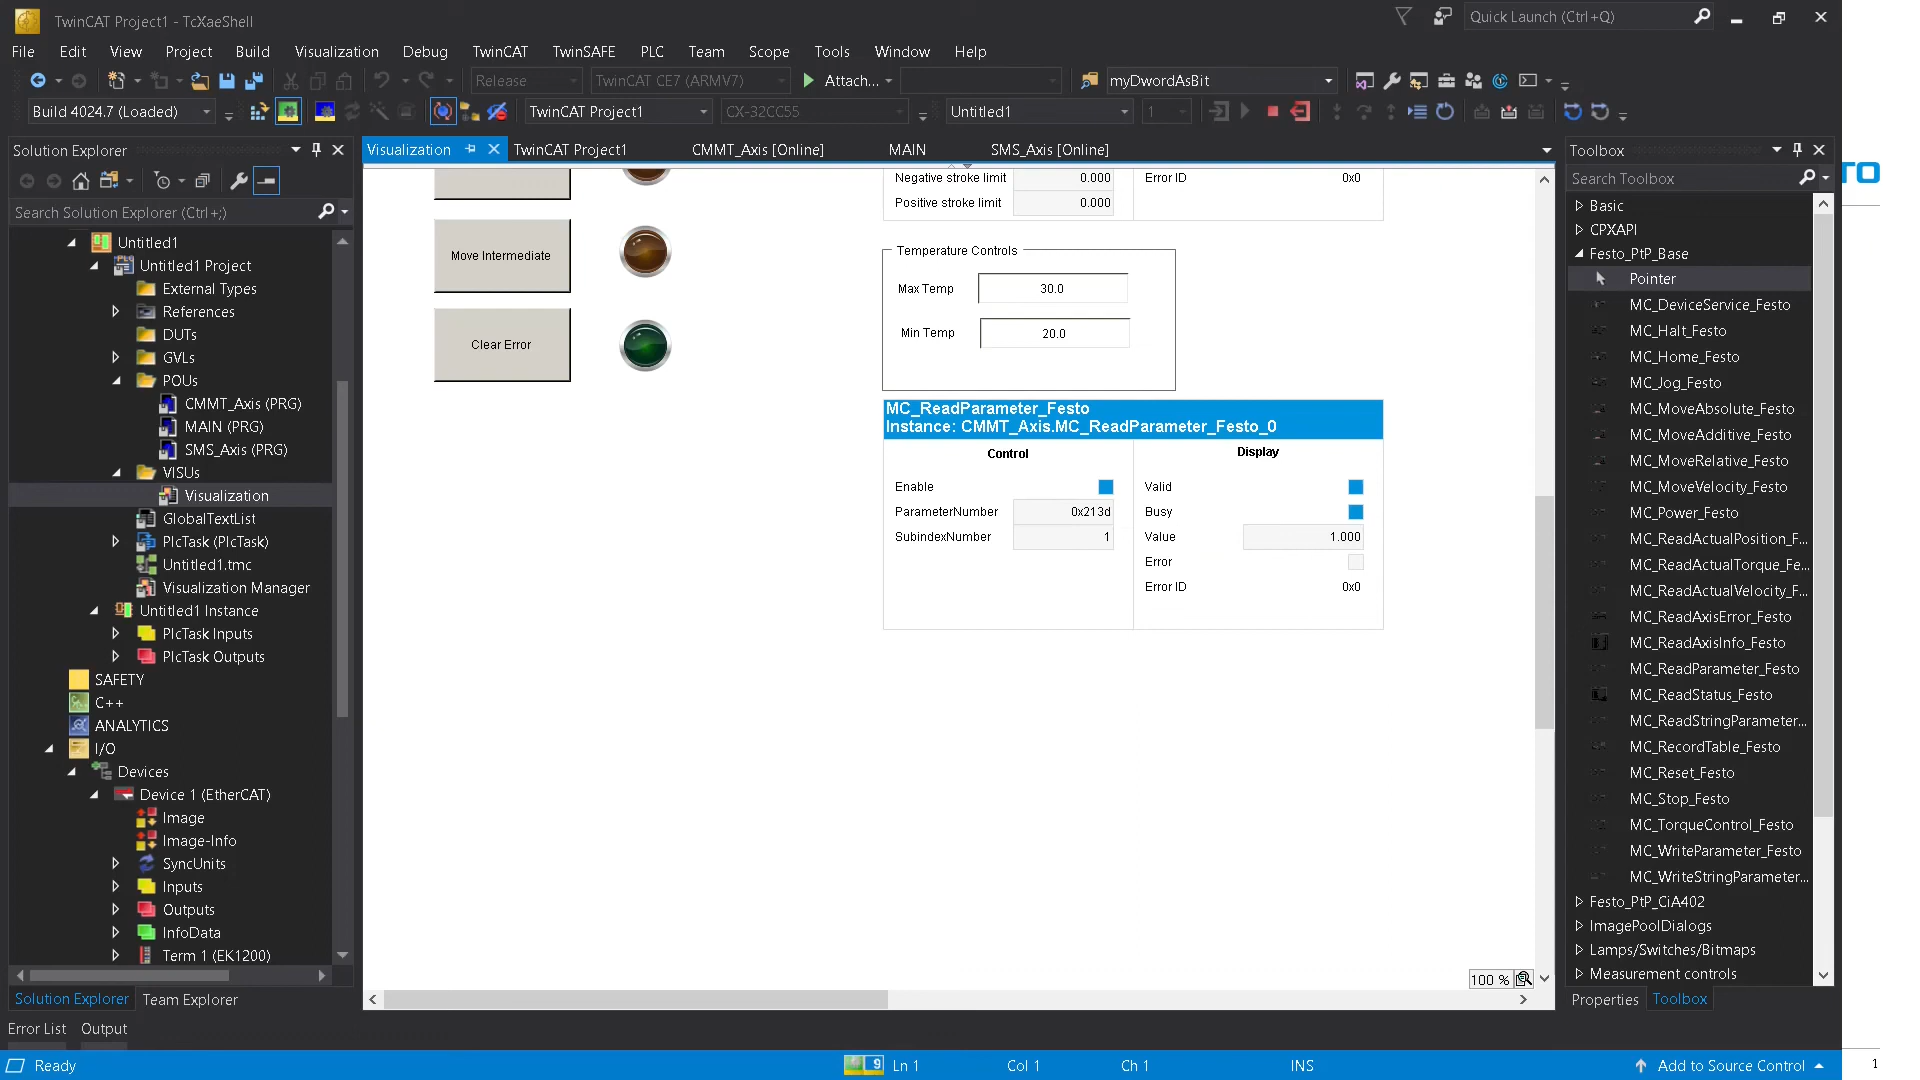 TwinCAT Project1 - TcXaeShell
Quick Launch (Ctrl+Q)
File Edit View Project Build Visualization Debug TwinCAT TwinSAFE PLC Team Scope Tools Window Help
Release TwinCAT CE7 (ARMV7) Attach... myDwordAsBit
Build 4024.7 (Loaded) TwinCAT Project1 CX-32CC55 Untitled1 1
Solution Explorer
Search Solution Explorer (Ctrl+;)
Untitled1
Untitled1 Project
External Types
References
DUTs
GVLs
POUs
CMMT_Axis (PRG)
MAIN (PRG)
SMS_Axis (PRG)
VISUs
Visualization
GlobalTextList
PlcTask (PlcTask)
Untitled1.tmc
Visualization Manager
Untitled1 Instance
PlcTask Inputs
PlcTask Outputs
SAFETY
C++
ANALYTICS
I/O
Devices
Device 1 (EtherCAT)
Image
Image-Info
SyncUnits
Inputs
Outputs
InfoData
Term 1 (EK1200)
Solution Explorer Team Explorer
Error List Output
Visualization TwinCAT Project1 CMMT_Axis [Online] MAIN SMS_Axis [Online]
Negative stroke limit 0.000 Error ID 0x0
Positive stroke limit 0.000
Move Intermediate
Clear Error
Temperature Controls
Max Temp 30.0
Min Temp 20.0
MC_ReadParameter_Festo
Instance: CMMT_Axis.MC_ReadParameter_Festo_0
Control Display
Enable Valid
ParameterNumber 0x213d Busy
SubindexNumber 1 Value 1.000
Error
Error ID 0x0
100 %
Toolbox
Search Toolbox
Basic
CPXAPI
Festo_PtP_Base
Pointer
MC_DeviceService_Festo
MC_Halt_Festo
MC_Home_Festo
MC_Jog_Festo
MC_MoveAbsolute_Festo
MC_MoveAdditive_Festo
MC_MoveRelative_Festo
MC_MoveVelocity_Festo
MC_Power_Festo
MC_ReadActualPosition_F...
MC_ReadActualTorque_Fe...
MC_ReadActualVelocity_F...
MC_ReadAxisError_Festo
MC_ReadAxisInfo_Festo
MC_ReadParameter_Festo
MC_ReadStatus_Festo
MC_ReadStringParameter...
MC_RecordTable_Festo
MC_Reset_Festo
MC_Stop_Festo
MC_TorqueControl_Festo
MC_WriteParameter_Festo
MC_WriteStringParameter...
Festo_PtP_CiA402
ImagePoolDialogs
Lamps/Switches/Bitmaps
Measurement controls
Properties Toolbox
TO
Ready 9 Ln 1 Col 1 Ch 1 INS Add to Source Control
1